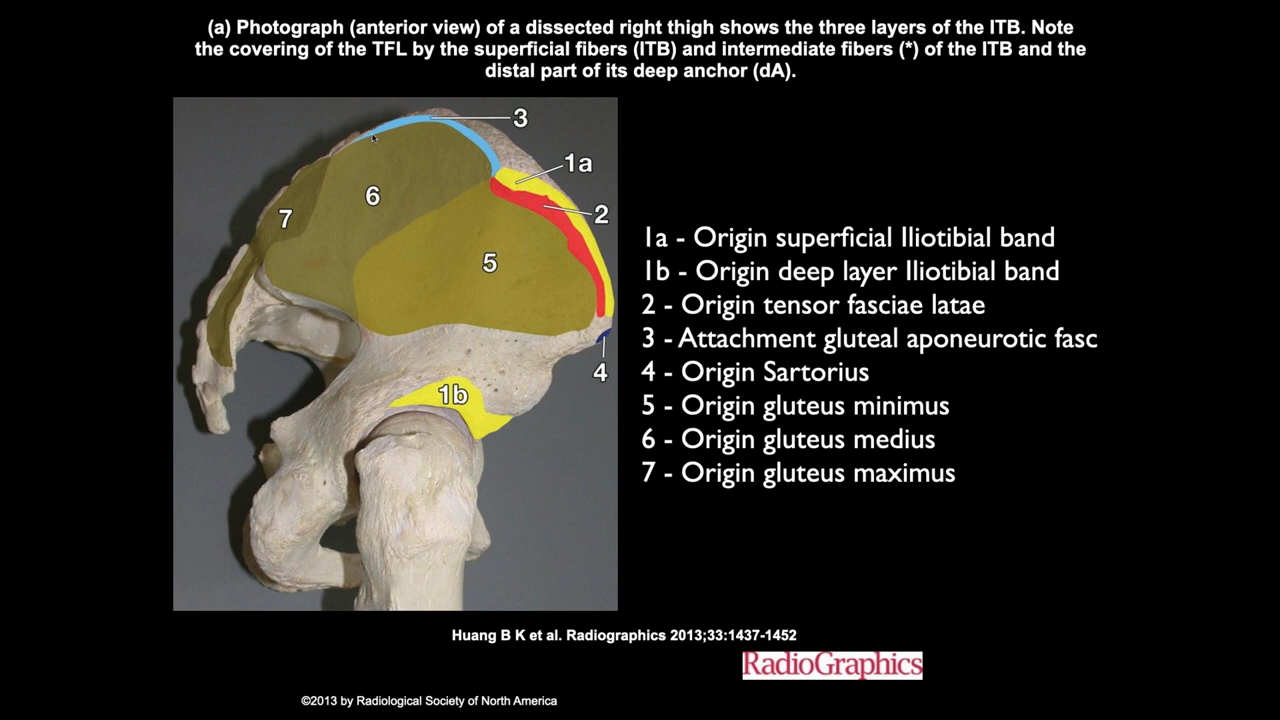 (a) Photograph (anterior view) of a dissected right thigh shows the three layers of the ITB. Note
the covering of the TFL by the superficial fibers (ITB) and intermediate fibers (*) of the ITB and the
distal part of its deep anchor (dA).
3
1a
2
6
7
5
4
1b
1a - Origin superficial Iliotibial band
1b - Origin deep layer Iliotibial band
2 - Origin tensor fasciae latae
3 - Attachment gluteal aponeurotic fasc
4 - Origin Sartorius
5 - Origin gluteus minimus
6 - Origin gluteus medius
7 - Origin gluteus maximus
Huang B K et al. Radiographics 2013;33:1437-1452
RadioGraphics
©2013 by Radiological Society of North America